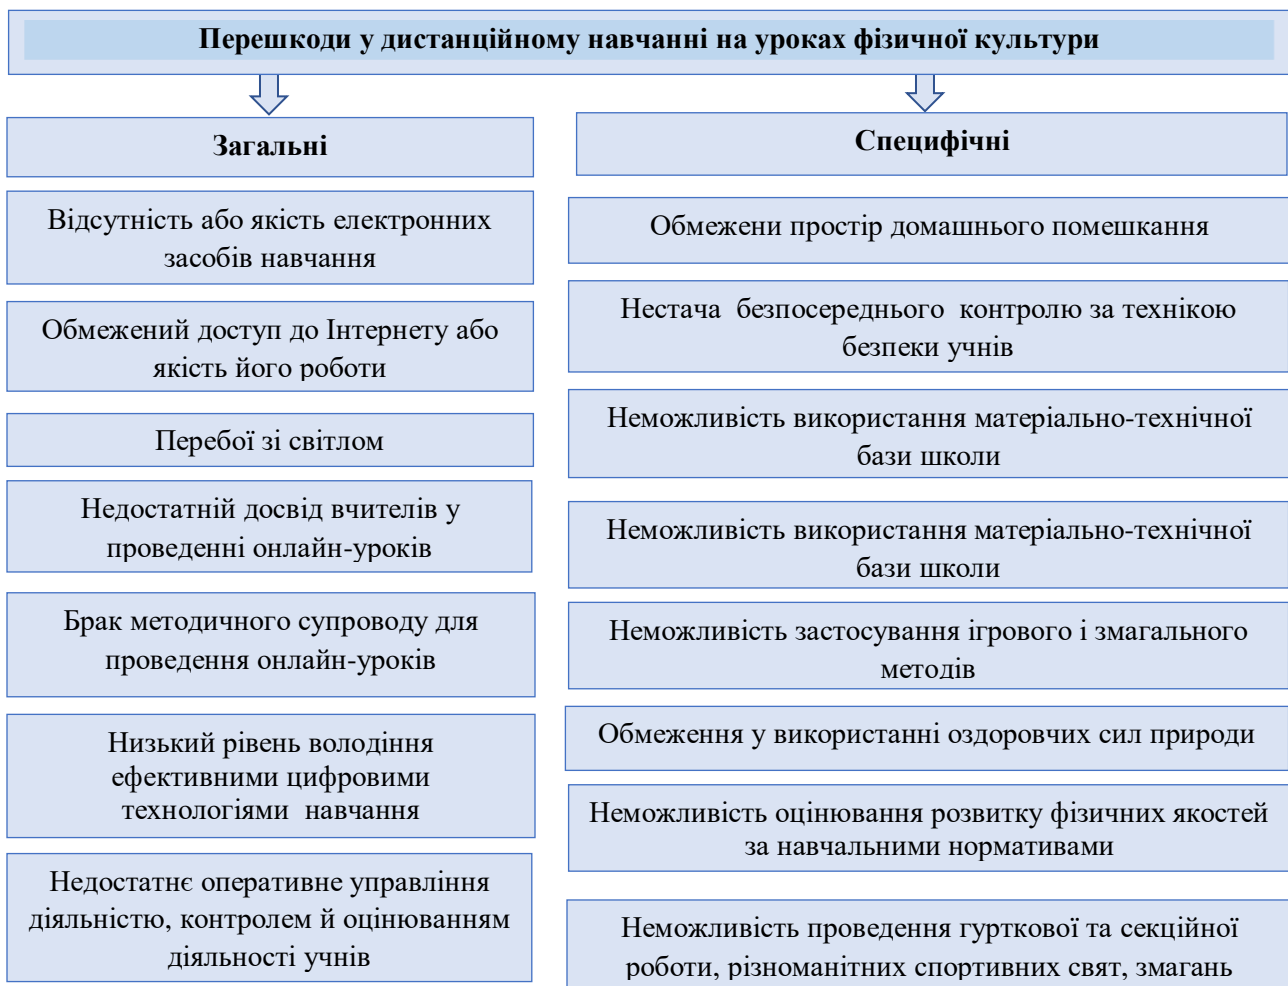 Перешкоди у дистанційному навчанні на уроках фізичної культури
Загальні
Відсутність або якість електронних
засобів навчання
Обмежений доступ до Інтернету або
якість його роботи
Перебої зі світлом
Недостатній досвід вчителів у
проведенні онлайн-уроків
Брак методичного супроводу для
проведення онлайн-уроків
Низький рівень володіння
ефективними цифровими
технологіями навчання
Недостатнє оперативне управління
діяльністю, контролем й оцінюванням
діяльності учнів
Специфічні
Обмежени простір домашнього помешкання
Нестача безпосереднього контролю за технікою
безпеки учнів
Неможливість використання матеріально-технічної
бази школи
Неможливість використання матеріально-технічної
бази школи
Неможливість застосування ігрового і змагального
методів
Обмеження у використанні оздоровчих сил природи
Неможливість оцінювання розвитку фізичних якостей
за навчальними нормативами
Неможливість проведення гурткової та секційної
роботи, різноманітних спортивних свят, змагань